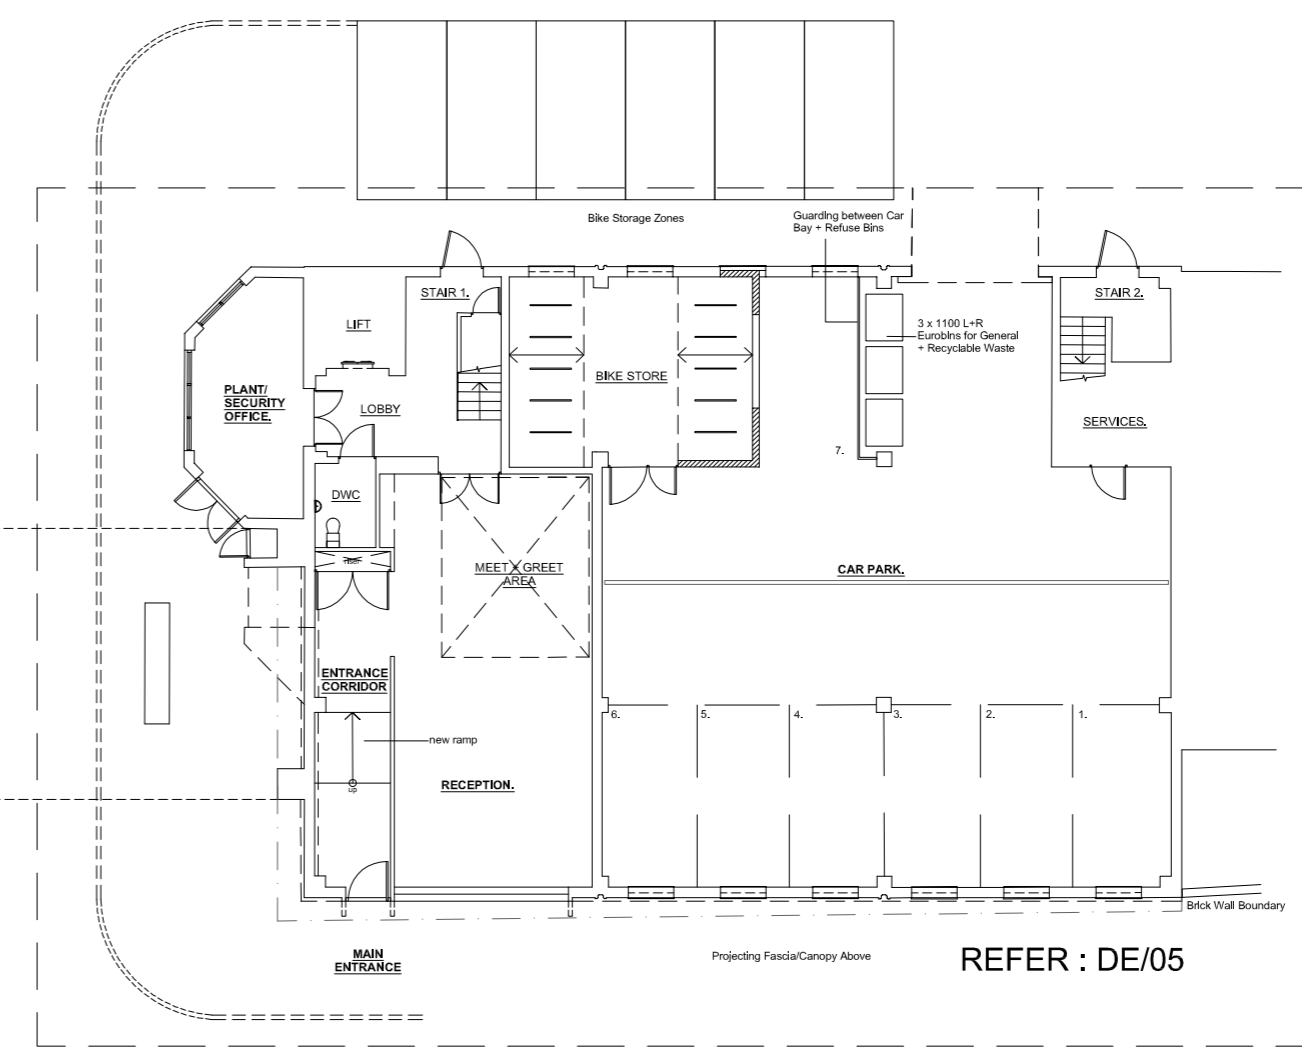 Bike Storage Zones
Guarding between Car
Bay + Refuse Bins
STAIR 1.
STAIR 2.
LIFT
3 x 1100 L+R
Eurobins for General
+ Recyclable Waste
BIKE STORE
PLANT/
SECURITY
OFFICE.
LOBBY
SERVICES.
7.
DWC
riser
MEET + GREET
AREA
CAR PARK.
ENTRANCE
CORRIDOR
6.
5.
4.
3.
2.
1.
new ramp
up
RECEPTION.
Brick Wall Boundary
MAIN
ENTRANCE
Projecting Fascia/Canopy Above
REFER : DE/05